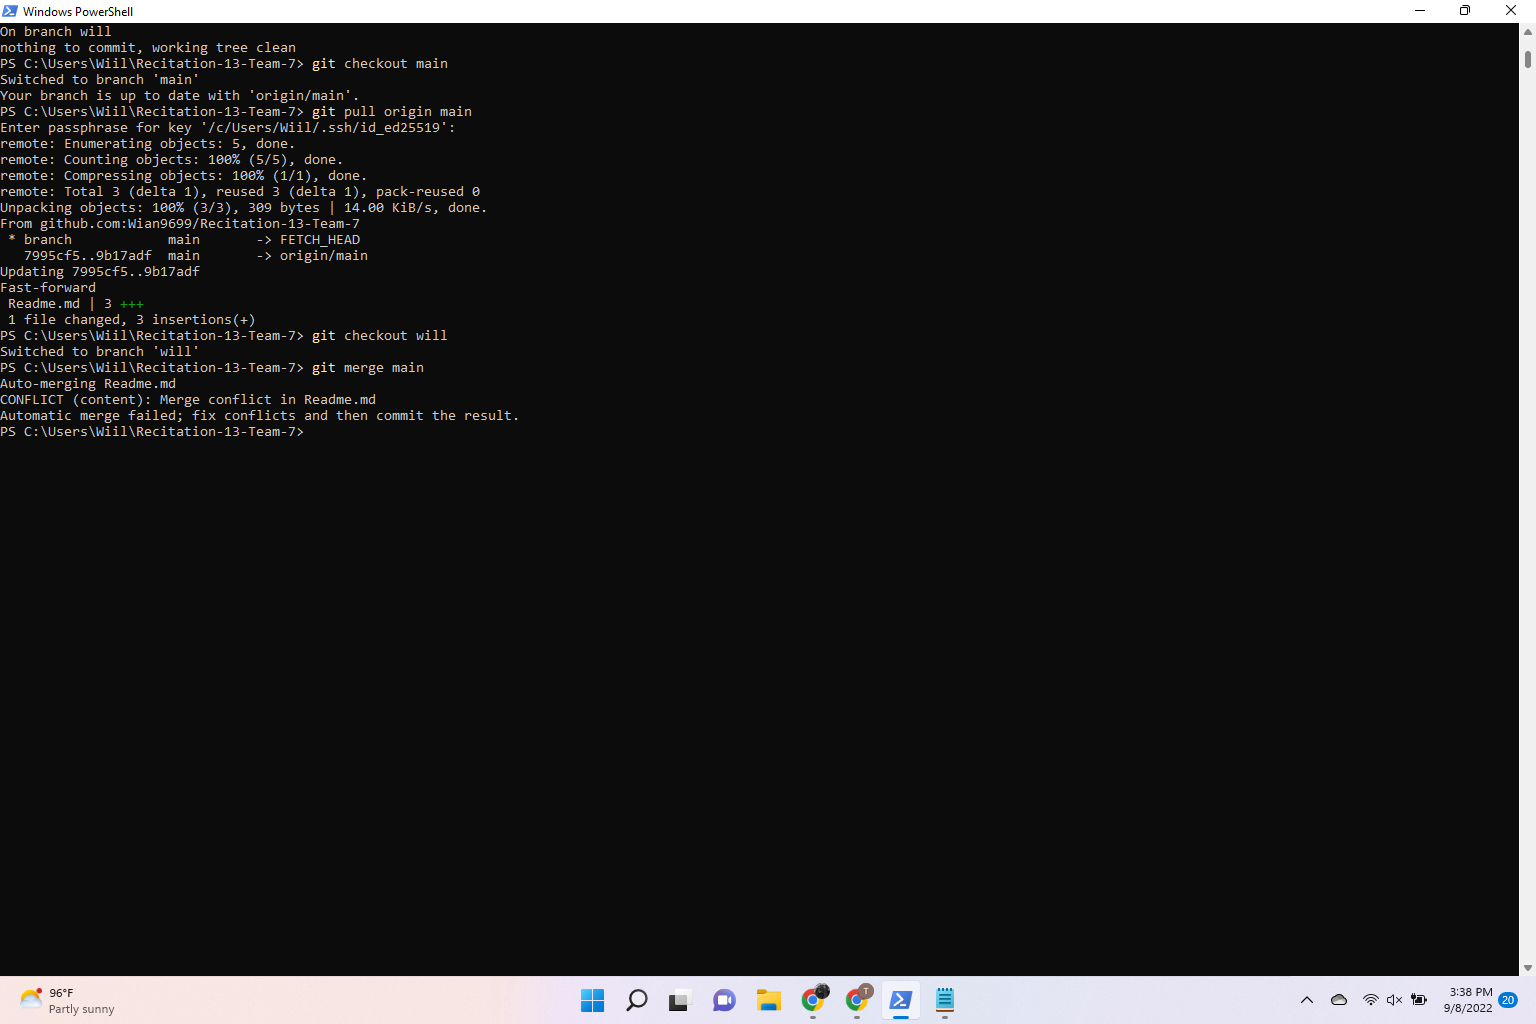 Windows PowerShell
On branch will
nothing to commit, working tree clean
PS C:\Users\Wiil\Recitation-13-Team-7> git checkout main
Switched to branch 'main'
Your branch is up to date with 'origin/main'.
PS C:\Users\Wiil\Recitation-13-Team-7> git pull origin main
Enter passphrase for key '/c/Users/Wiil/.ssh/id_ed25519':
remote: Enumerating objects: 5, done.
remote: Counting objects: 100% (5/5), done.
remote: Compressing objects: 100% (1/1), done.
remote: Total 3 (delta 1), reused 3 (delta 1), pack-reused 0
Unpacking objects: 100% (3/3), 309 bytes | 14.00 KiB/s, done.
From github.com:Wian9699/Recitation-13-Team-7
 * branch            main       -> FETCH_HEAD
   7995cf5..9b17adf  main       -> origin/main
Updating 7995cf5..9b17adf
Fast-forward
 Readme.md | 3 +++
 1 file changed, 3 insertions(+)
PS C:\Users\Wiil\Recitation-13-Team-7> git checkout will
Switched to branch 'will'
PS C:\Users\Wiil\Recitation-13-Team-7> git merge main
Auto-merging Readme.md
CONFLICT (content): Merge conflict in Readme.md
Automatic merge failed; fix conflicts and then commit the result.
PS C:\Users\Wiil\Recitation-13-Team-7>
96°F
Partly sunny
T
3:38 PM
9/8/2022
20